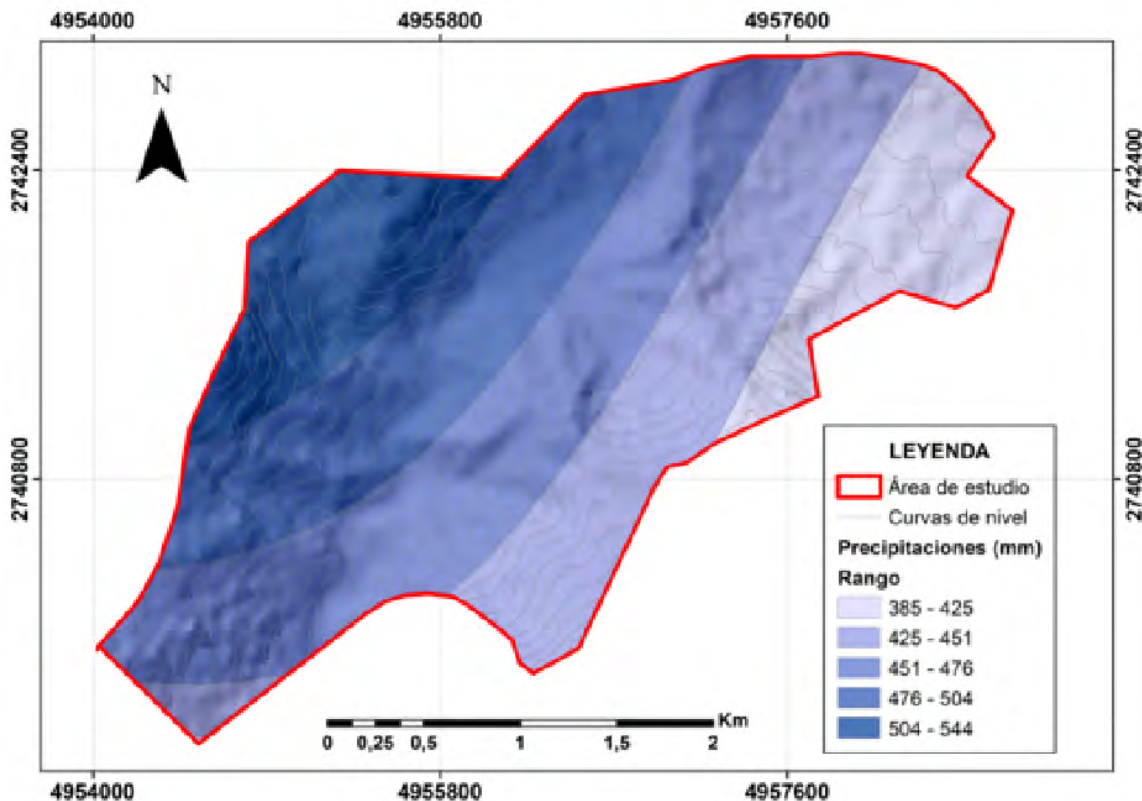 4954000 4955800 4957600
N
2742400 2742400
2740800 2740800
LEYENDA
Área de estudio
Curvas de nivel
Precipitaciones (mm)
Rango
385 - 425
425 - 451
451 - 476
476 - 504
504 - 544
Km
0 0,25 0,5 1 1,5 2
4954000 4955800 4957600